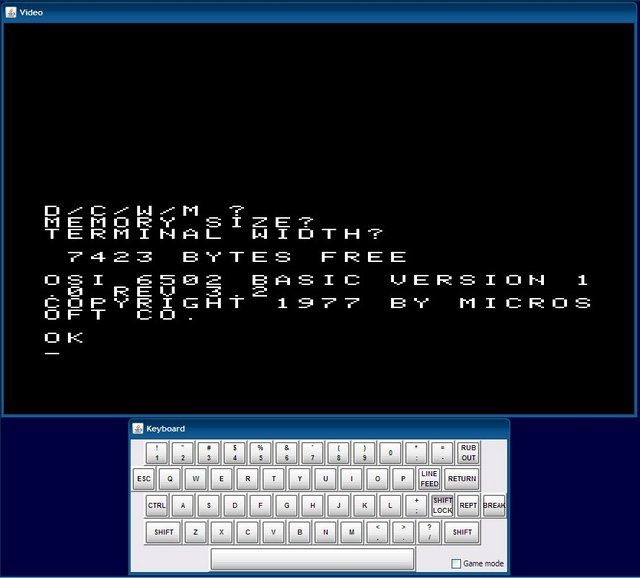 Video
D/C/W/M ?
MEMORY SIZE?
TERMINAL WIDTH?
7423 BYTES FREE
OSI 6502 BASIC VERSION 1
.0 REV 3.2
COPYRIGHT 1977 BY MICROS
OFT CO.
OK
_
Keyboard
! " # $ % & ' ( ) * =
1 2 3 4 5 6 7 8 9 0 : - RUB OUT
ESC Q W E R T Y U I O P LINE FEED RETURN
CTRL A S D F G H J K L + ; SHIFT LOCK REPT BREAK
SHIFT Z X C V B N M < , > . ? / SHIFT
Game mode